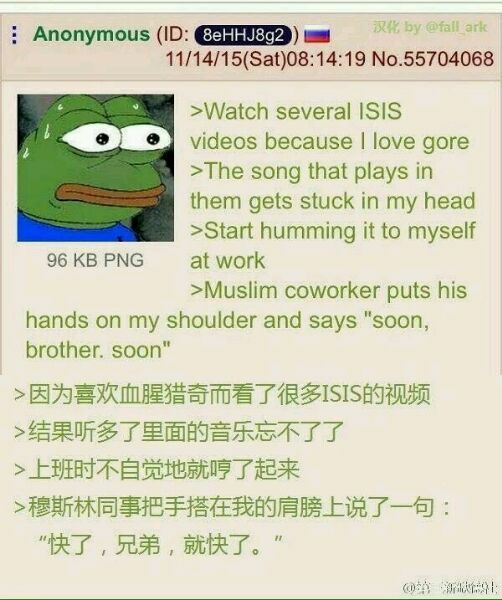 汉化 by @fall_ark
Anonymous (ID: 8eHHJ8g2)
11/14/15(Sat)08:14:19 No.55704068
>Watch several ISIS
videos because I love gore
>The song that plays in
them gets stuck in my head
>Start humming it to myself
at work
>Muslim coworker puts his
hands on my shoulder and says "soon,
brother. soon"
96 KB PNG
>因为喜欢血腥猎奇而看了很多ISIS的视频
>结果听多了里面的音乐忘不了了
>上班时不自觉地就哼了起来
>穆斯林同事把手搭在我的肩膀上说了一句：
“快了，兄弟，就快了。”